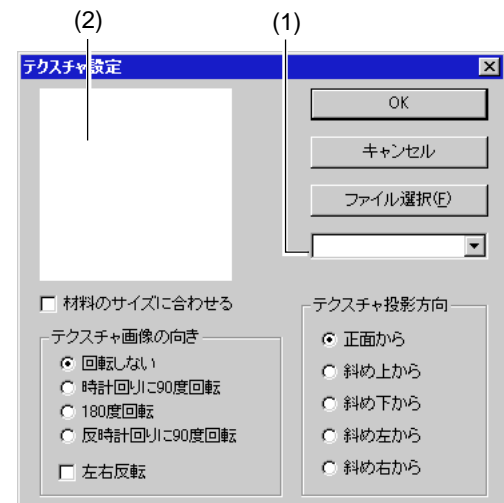 (2)
(1)
テクスチャ設定
OK
キャンセル
ファイル選択(F)
材料のサイズに合わせる
テクスチャ画像の向き
回転しない
時計回りに90度回転
180度回転
反時計回りに90度回転
左右反転
テクスチャ投影方向
正面から
斜め上から
斜め下から
斜め左から
斜め右から